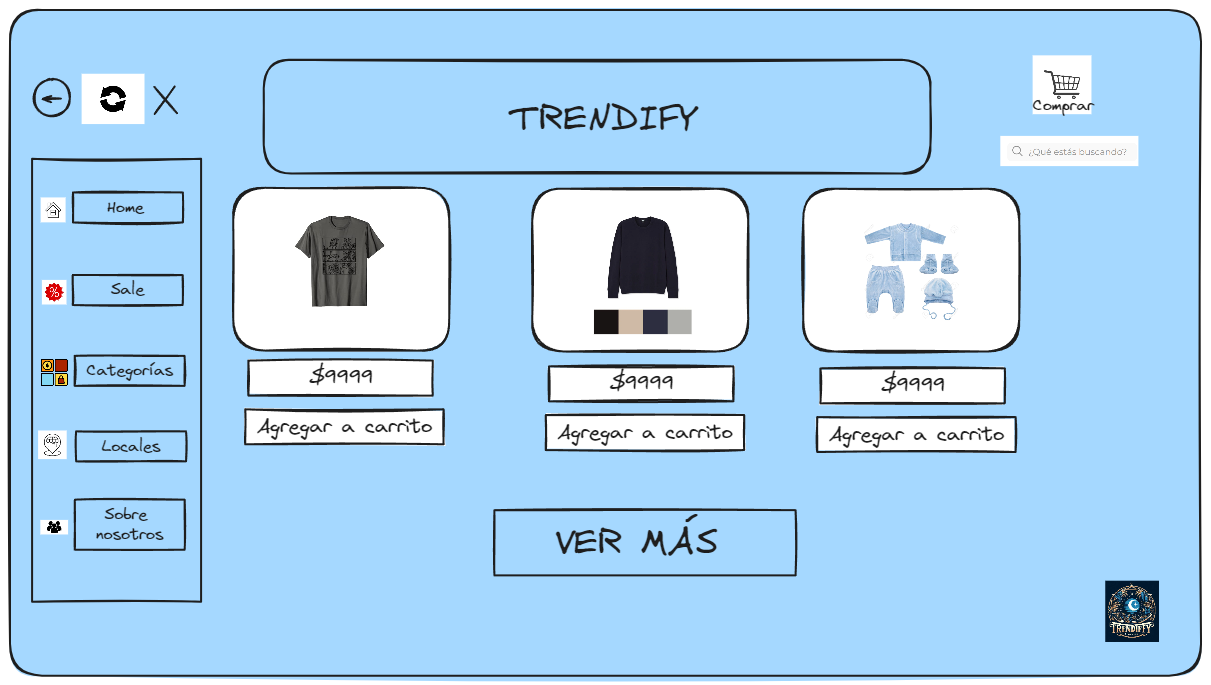 TRENDIFY
Comprar
¿Qué estás buscando?
Home
Sale
Categorías
Locales
Sobre
nosotros
$9999
$9999
$9999
Agregar a carrito
Agregar a carrito
Agregar a carrito
VER MÁS
TRENDIFY